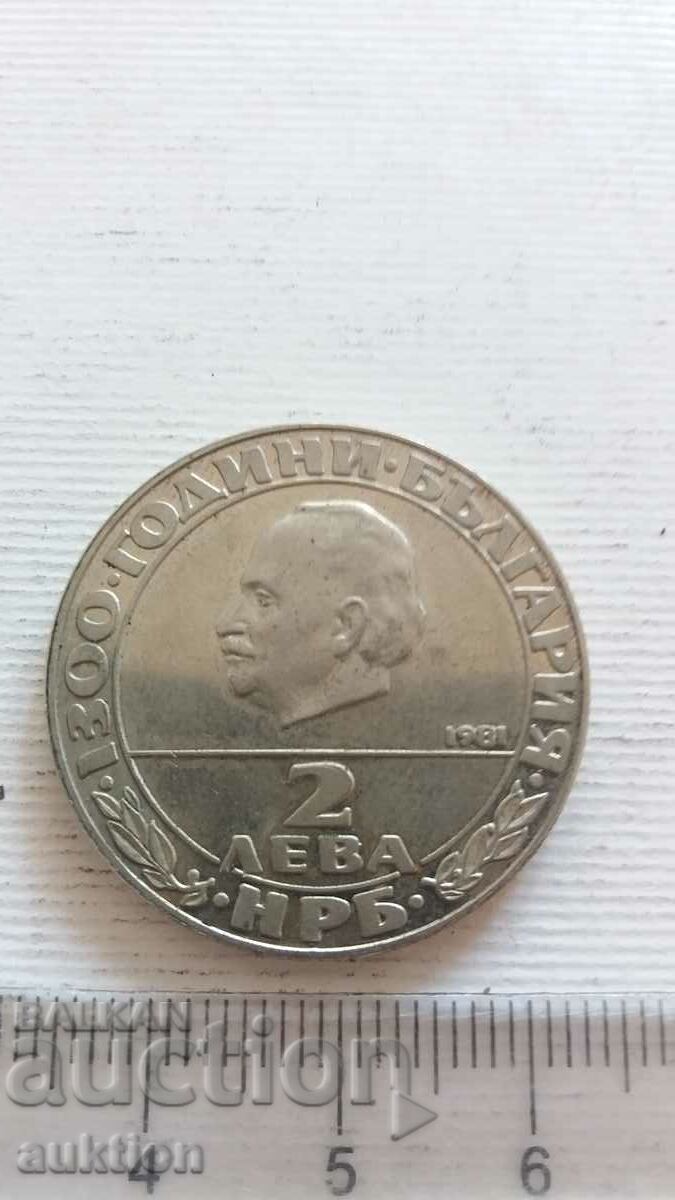 1300·ГОДИНИ·БЪЛГАРИЯ
1981
2
ЛЕВА
·НРБ·
BALKAN
auction
auktion
4 5 6